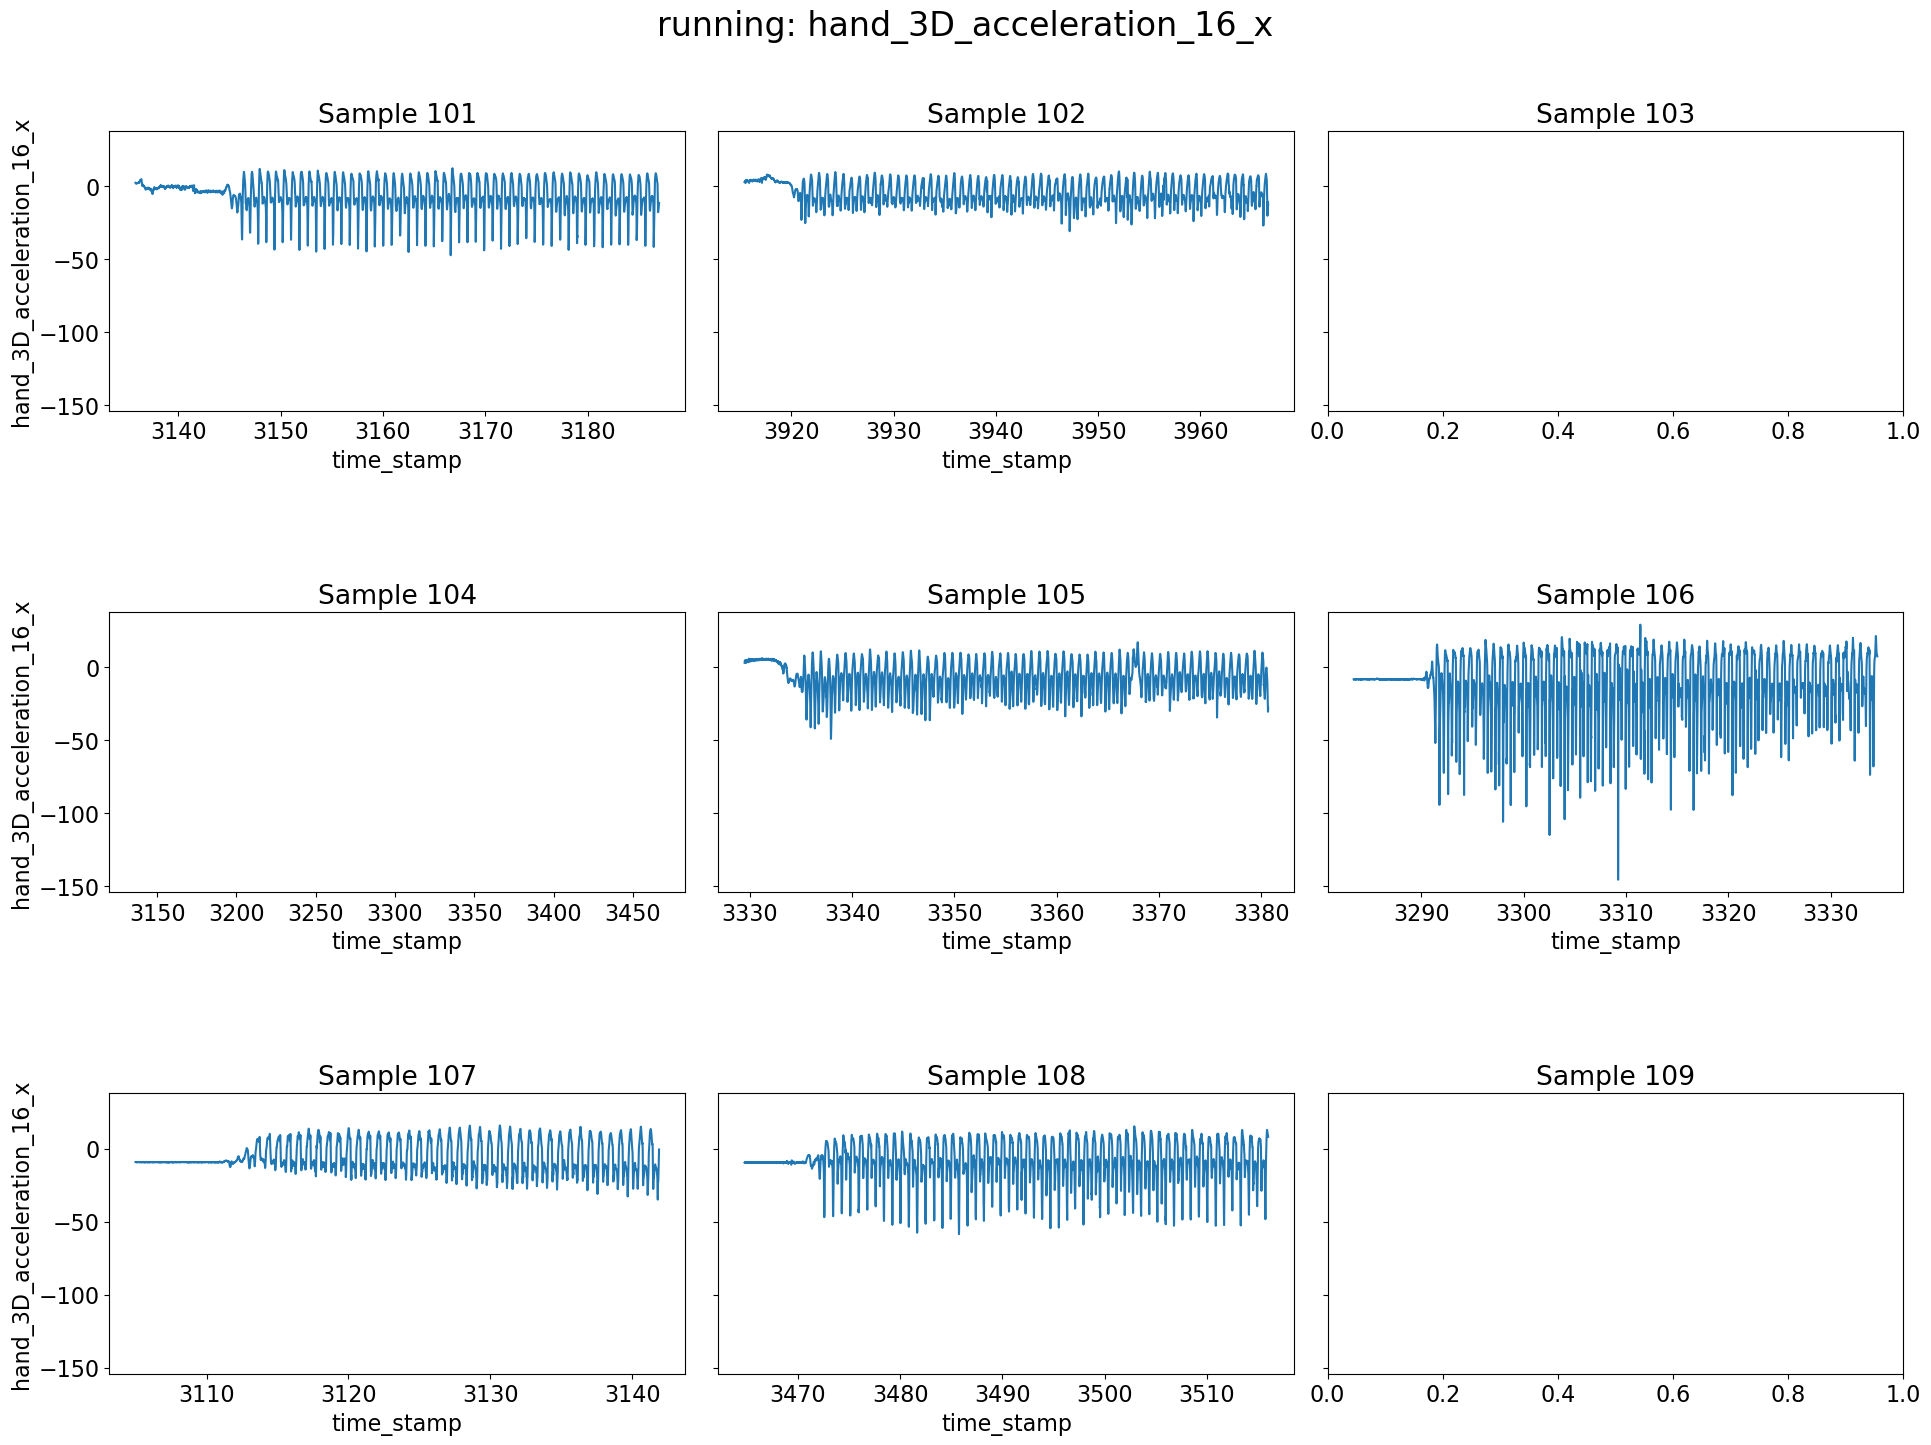 running: hand_3D_acceleration_16_x
Sample 101
Sample 102
Sample 103
hand_3D_acceleration_16_x
0
−50
−100
−150
3140 3150 3160 3170 3180
3920 3930 3940 3950 3960
0.0 0.2 0.4 0.6 0.8 1.0
time_stamp
time_stamp
Sample 104
Sample 105
Sample 106
hand_3D_acceleration_16_x
0
−50
−100
−150
3150 3200 3250 3300 3350 3400 3450
3330 3340 3350 3360 3370 3380
3290 3300 3310 3320 3330
time_stamp
time_stamp
time_stamp
Sample 107
Sample 108
Sample 109
hand_3D_acceleration_16_x
0
−50
−100
−150
3110 3120 3130 3140
3470 3480 3490 3500 3510
0.0 0.2 0.4 0.6 0.8 1.0
time_stamp
time_stamp